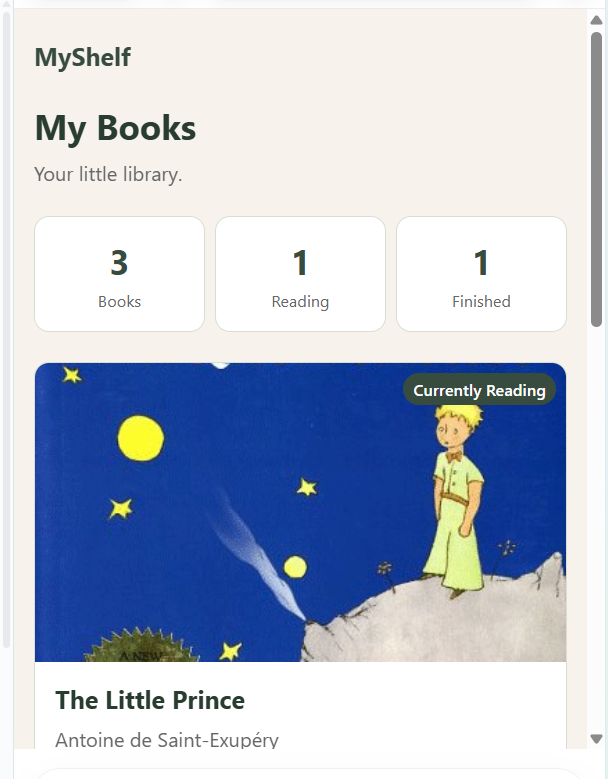 MyShelf
My Books
Your little library.
3
Books
1
Reading
1
Finished
Currently Reading
A NEW
The Little Prince
Antoine de Saint-Exupéry